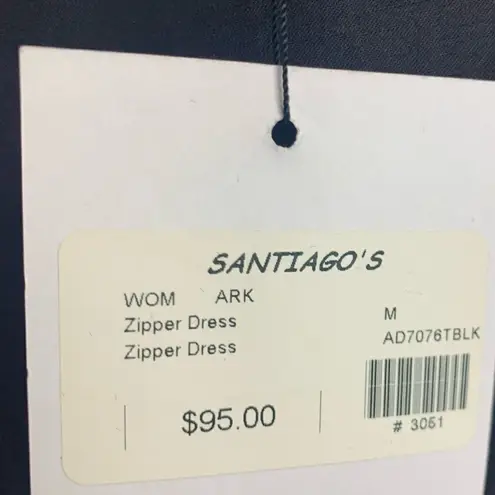 SANTIAGO'S
WOM ARK
Zipper Dress
Zipper Dress
M
AD7076TBLK
$95.00
# 3051